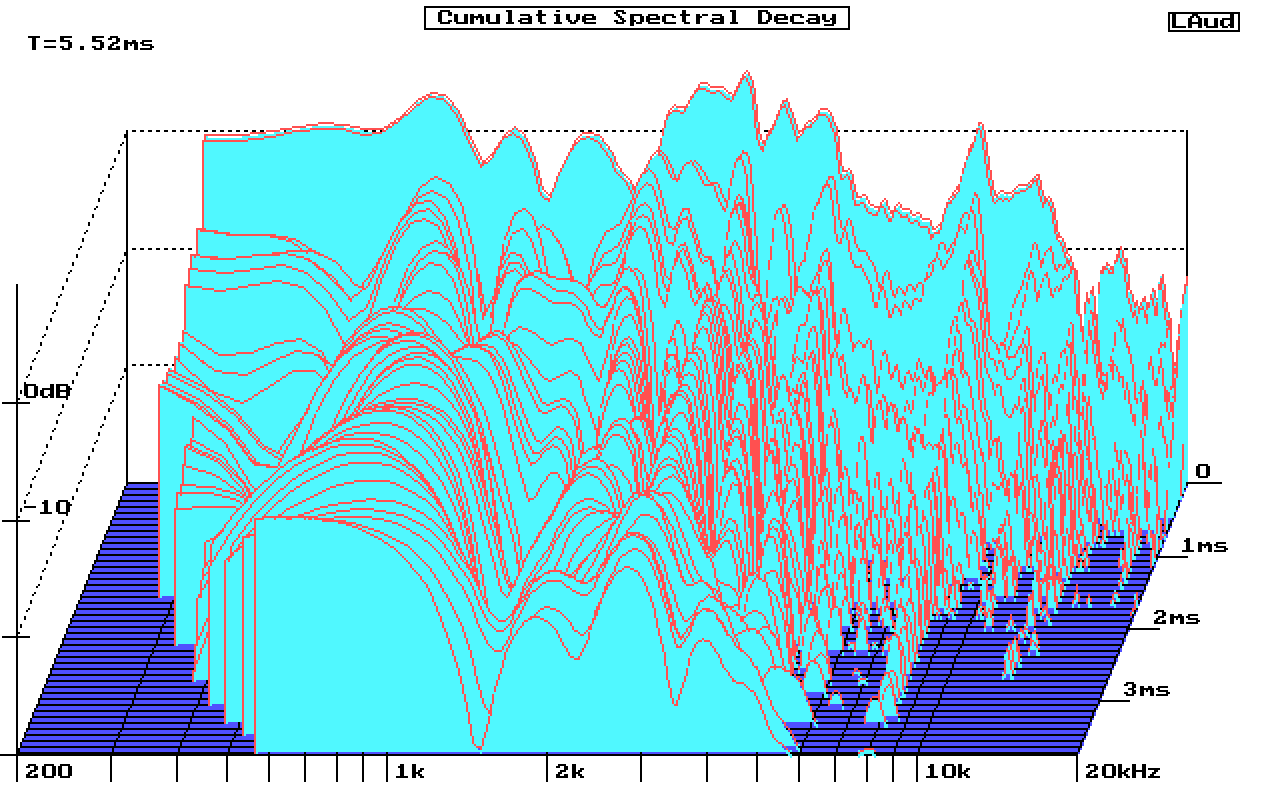 Cumulative Spectral Decay
LAud
T=5.52ms
0dB
-10
0
1ms
2ms
3ms
200
1k
2k
10k
20kHz